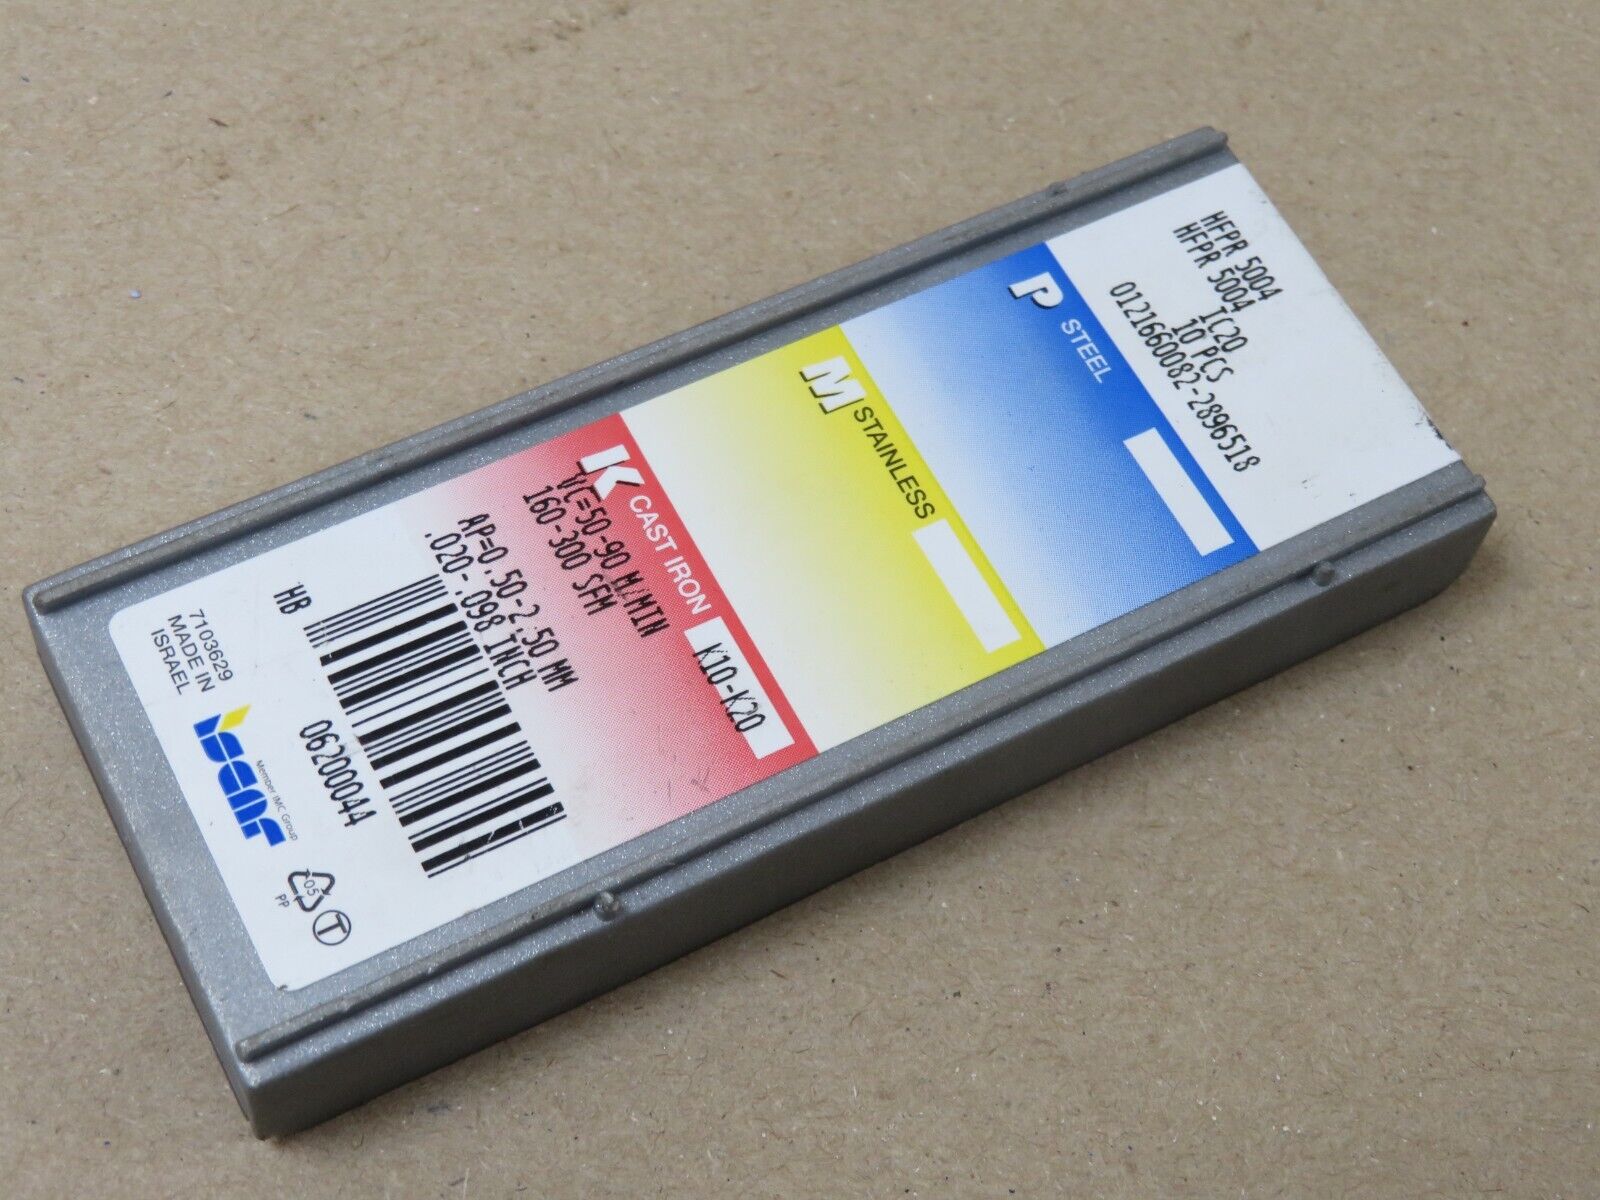 HFPR 5004
HFPR 5004 IC20
10 PCS
0121660082-2896518
P STEEL
M STAINLESS
K CAST IRON K10-K20
VC=50-90 M/MIN
160-300 SFM
AP=0.50-2.50 MM
.020-.098 INCH
HB
06200044
7103629
MADE IN
ISRAEL
ISCAR
Member IMC Group
05
PP
T